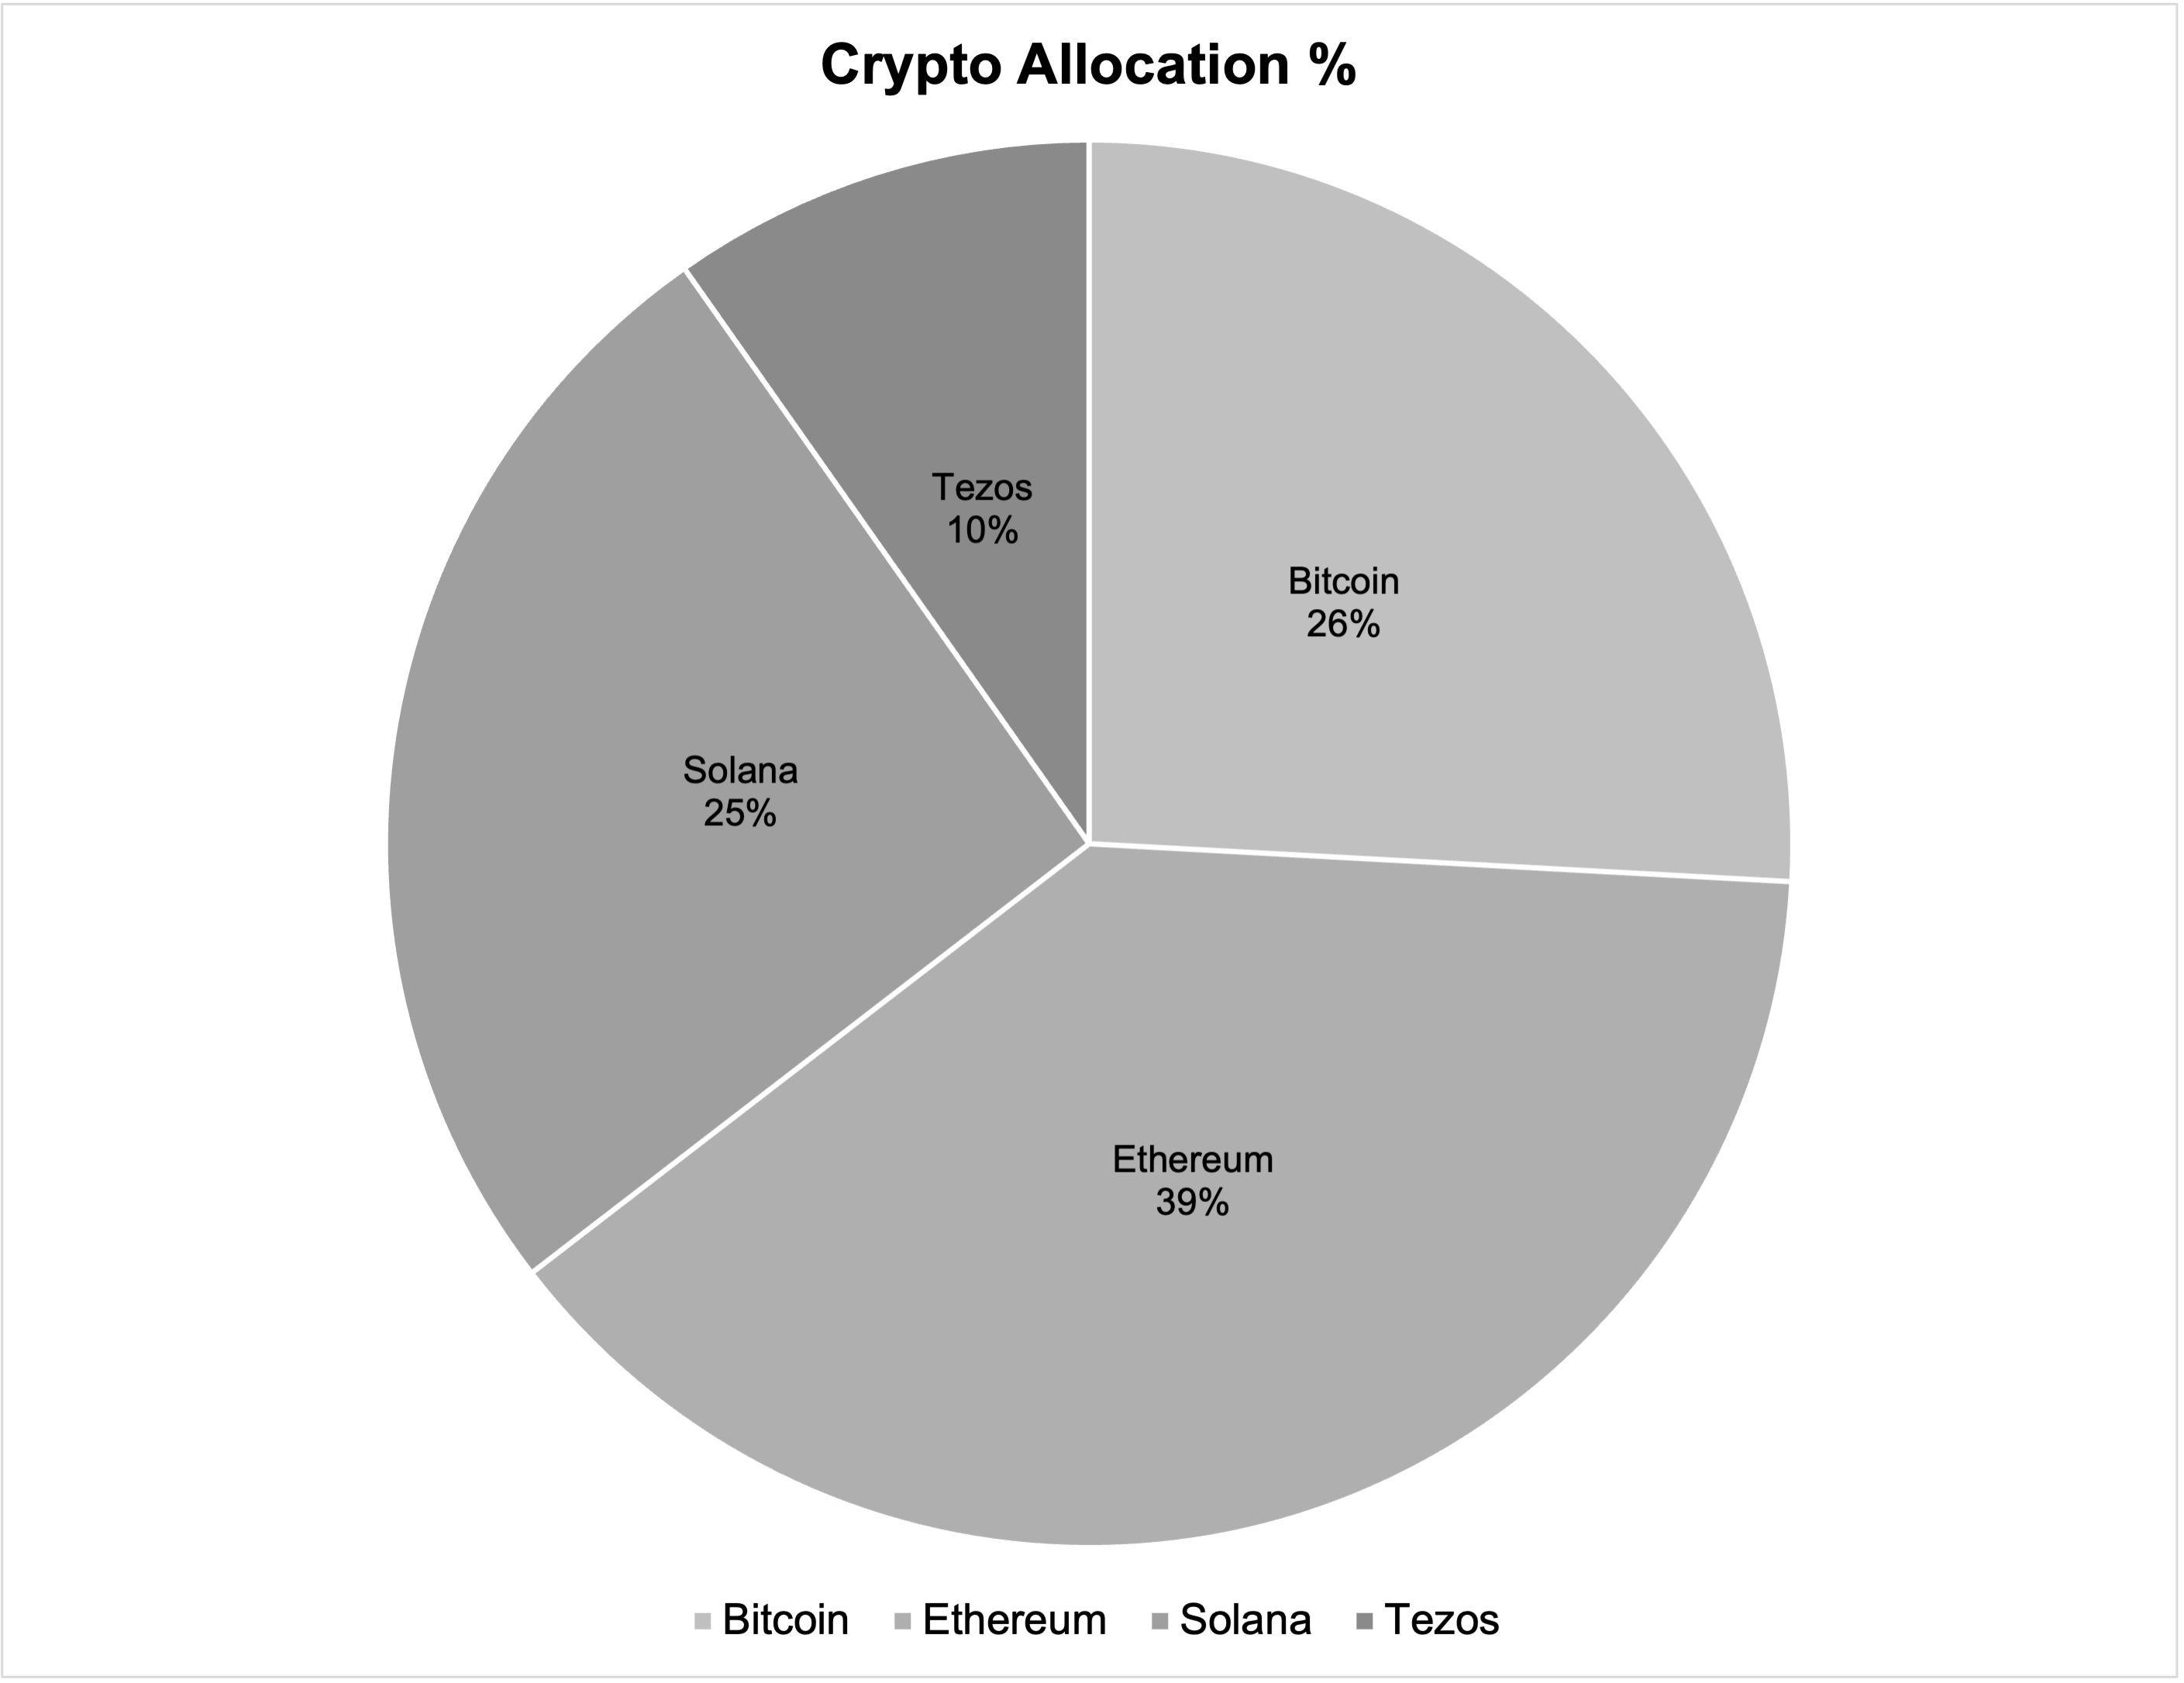 Crypto Allocation %
Tezos
10%
Bitcoin
26%
Solana
25%
Ethereum
39%
Bitcoin Ethereum Solana Tezos